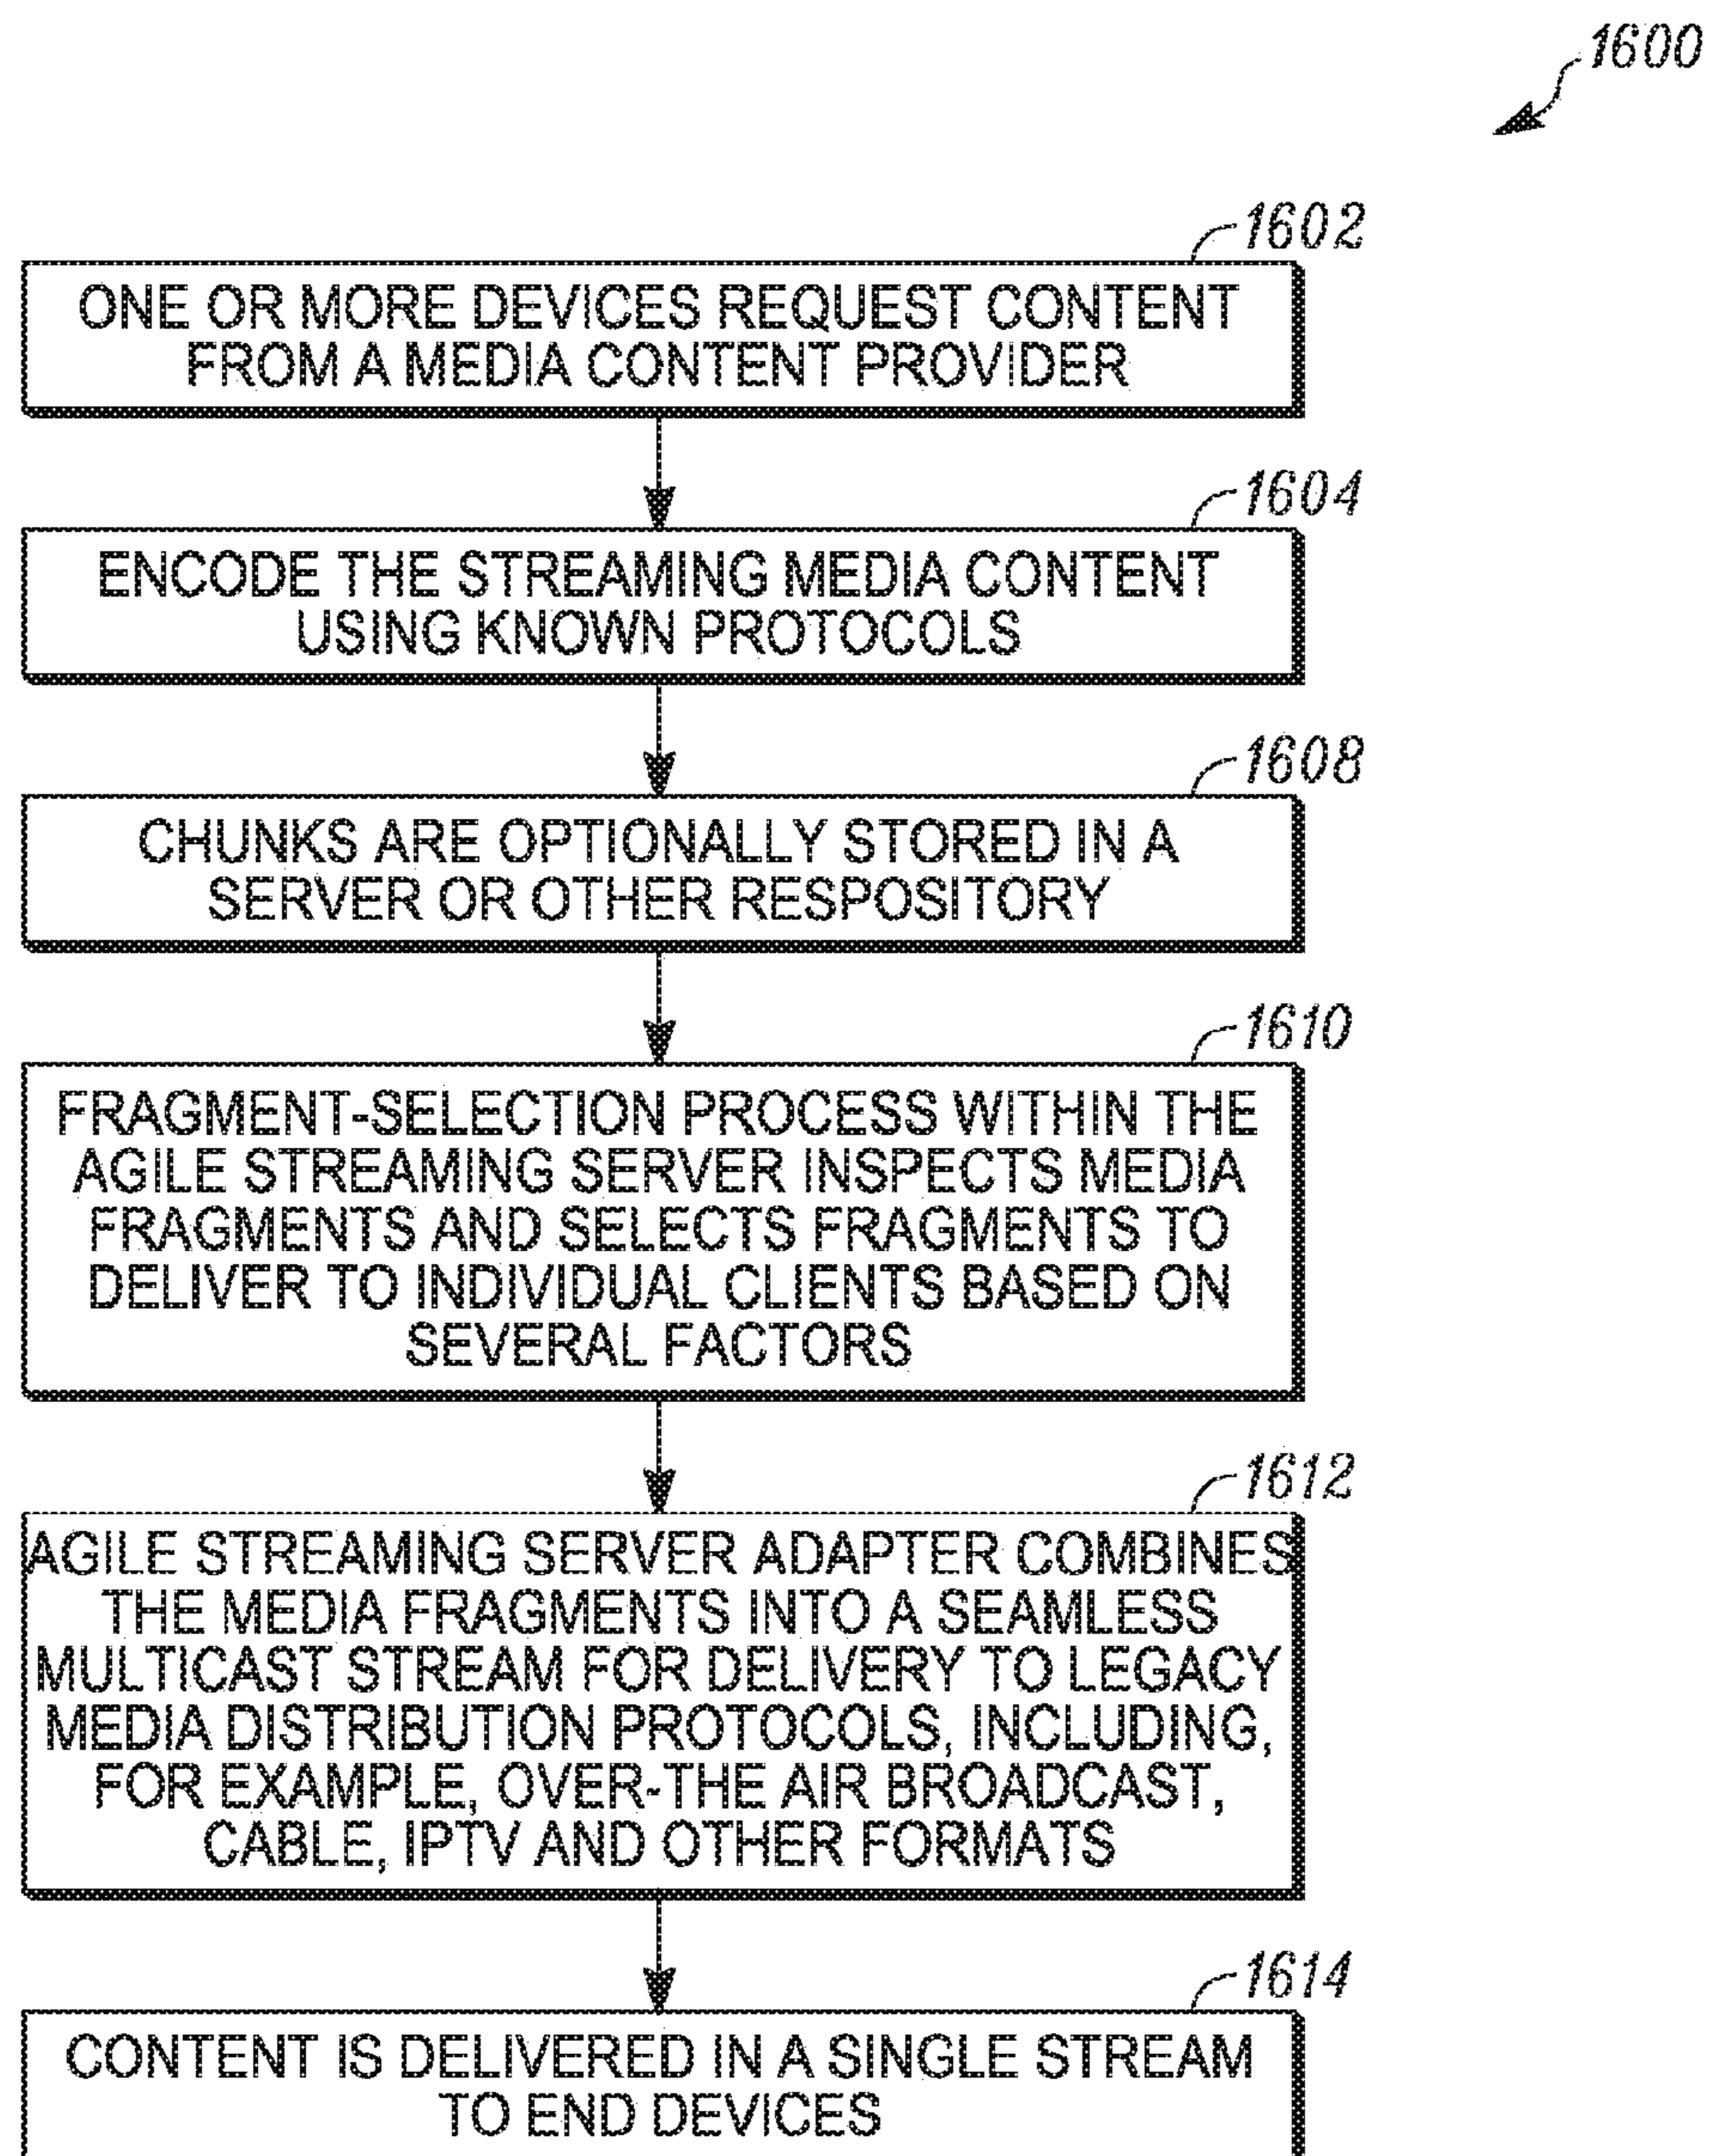 1600
1602
ONE OR MORE DEVICES REQUEST CONTENT
FROM A MEDIA CONTENT PROVIDER
1604
ENCODE THE STREAMING MEDIA CONTENT
USING KNOWN PROTOCOLS
1608
CHUNKS ARE OPTIONALLY STORED IN A
SERVER OR OTHER RESPOSITORY
1610
FRAGMENT-SELECTION PROCESS WITHIN THE
AGILE STREAMING SERVER INSPECTS MEDIA
FRAGMENTS AND SELECTS FRAGMENTS TO
DELIVER TO INDIVIDUAL CLIENTS BASED ON
SEVERAL FACTORS
1612
AGILE STREAMING SERVER ADAPTER COMBINES
THE MEDIA FRAGMENTS INTO A SEAMLESS
MULTICAST STREAM FOR DELIVERY TO LEGACY
MEDIA DISTRIBUTION PROTOCOLS, INCLUDING,
FOR EXAMPLE, OVER-THE AIR BROADCAST,
CABLE, IPTV AND OTHER FORMATS
1614
CONTENT IS DELIVERED IN A SINGLE STREAM
TO END DEVICES